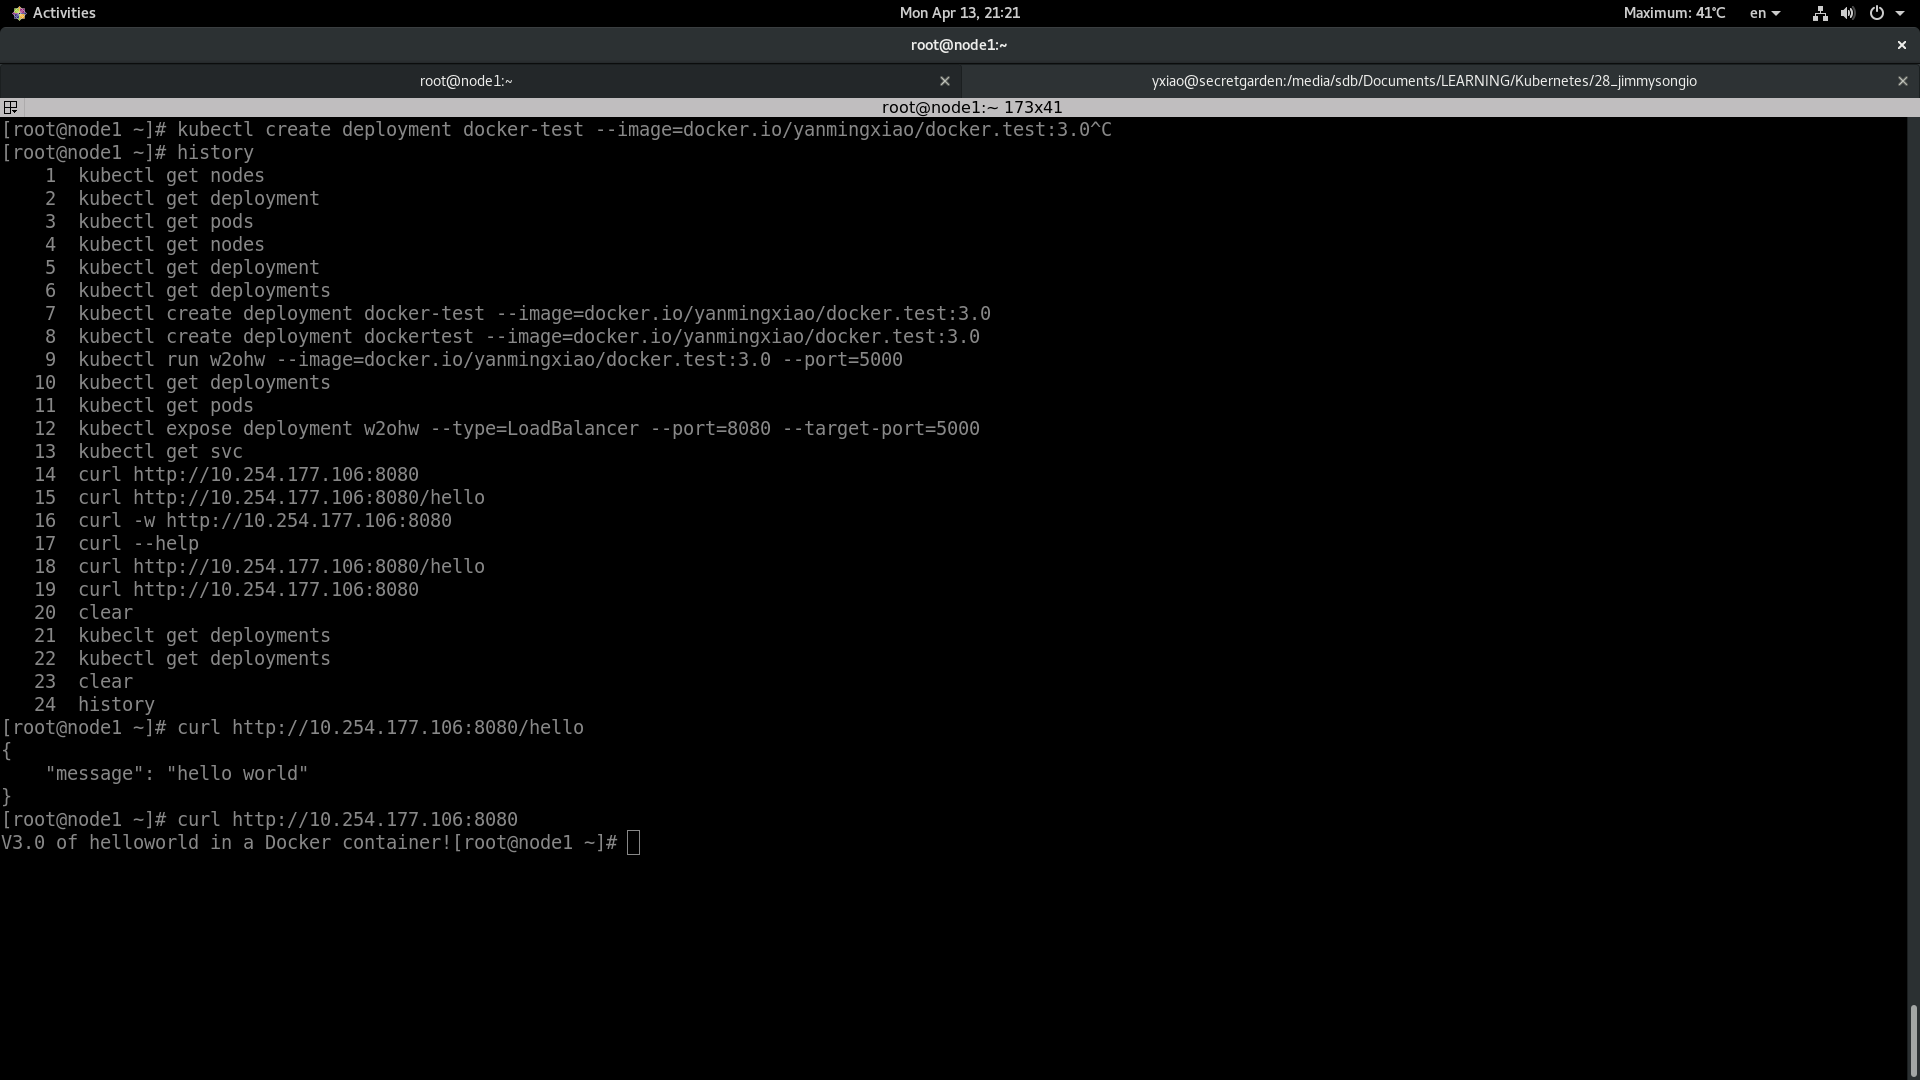 Activities
Mon Apr 13, 21:21
Maximum: 41°C en
root@node1:~
root@node1:~
yxiao@secretgarden:/media/sdb/Documents/LEARNING/Kubernetes/28_jimmysongio
root@node1:~ 173x41
[root@node1 ~]# kubectl create deployment docker-test --image=docker.io/yanmingxiao/docker.test:3.0^C
[root@node1 ~]# history
    1  kubectl get nodes
    2  kubectl get deployment
    3  kubectl get pods
    4  kubectl get nodes
    5  kubectl get deployment
    6  kubectl get deployments
    7  kubectl create deployment docker-test --image=docker.io/yanmingxiao/docker.test:3.0
    8  kubectl create deployment dockertest --image=docker.io/yanmingxiao/docker.test:3.0
    9  kubectl run w2ohw --image=docker.io/yanmingxiao/docker.test:3.0 --port=5000
   10  kubectl get deployments
   11  kubectl get pods
   12  kubectl expose deployment w2ohw --type=LoadBalancer --port=8080 --target-port=5000
   13  kubectl get svc
   14  curl http://10.254.177.106:8080
   15  curl http://10.254.177.106:8080/hello
   16  curl -w http://10.254.177.106:8080
   17  curl --help
   18  curl http://10.254.177.106:8080/hello
   19  curl http://10.254.177.106:8080
   20  clear
   21  kubeclt get deployments
   22  kubectl get deployments
   23  clear
   24  history
[root@node1 ~]# curl http://10.254.177.106:8080/hello
{
    "message": "hello world"
}
[root@node1 ~]# curl http://10.254.177.106:8080
V3.0 of helloworld in a Docker container![root@node1 ~]#